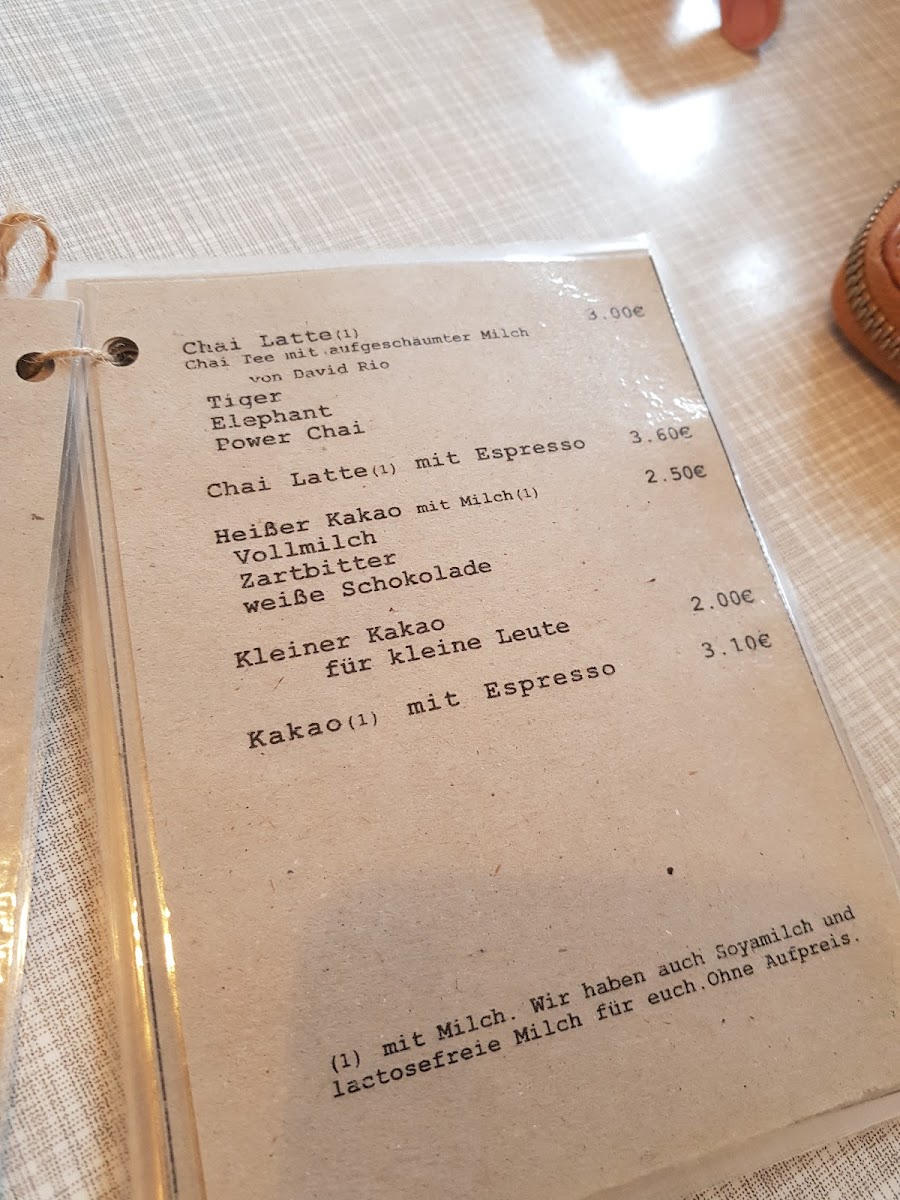 Chai Latte(1) 3.00€
Chai Tee mit aufgeschäumter Milch
von David Rio
Tiger
Elephant
Power Chai
Chai Latte(1) mit Espresso 3.60€
Heißer Kakao mit Milch(1) 2.50€
Vollmilch
Zartbitter
weiße Schokolade
Kleiner Kakao 2.00€
für kleine Leute
Kakao(1) mit Espresso 3.10€
(1) mit Milch. Wir haben auch Soyamilch und
lactosefreie Milch für euch.Ohne Aufpreis.